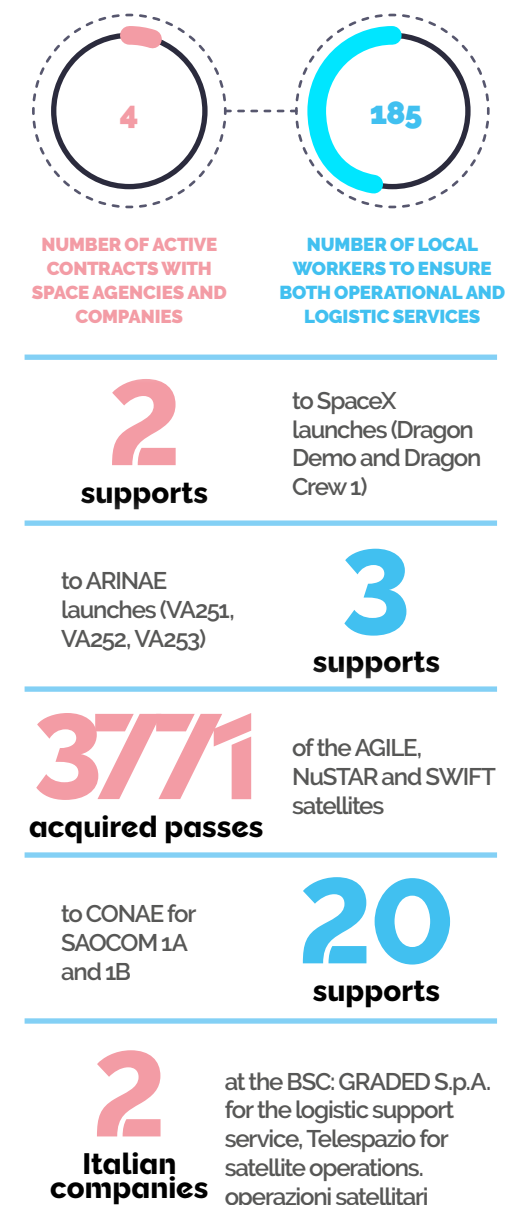 4
185
NUMBER OF ACTIVE
CONTRACTS WITH
SPACE AGENCIES AND
COMPANIES
NUMBER OF LOCAL
WORKERS TO ENSURE
BOTH OPERATIONAL AND
LOGISTIC SERVICES
2
supports
to SpaceX
launches (Dragon
Demo and Dragon
Crew 1)
to ARINAE
launches (VA251,
VA252, VA253)
3
supports
3771
acquired passes
of the AGILE,
NuSTAR and SWIFT
satellites
to CONAE for
SAOCOM 1A
and 1B
20
supports
2
Italian
companies
at the BSC: GRADED S.p.A.
for the logistic support
service, Telespazio for
satellite operations.
operazioni satellitari